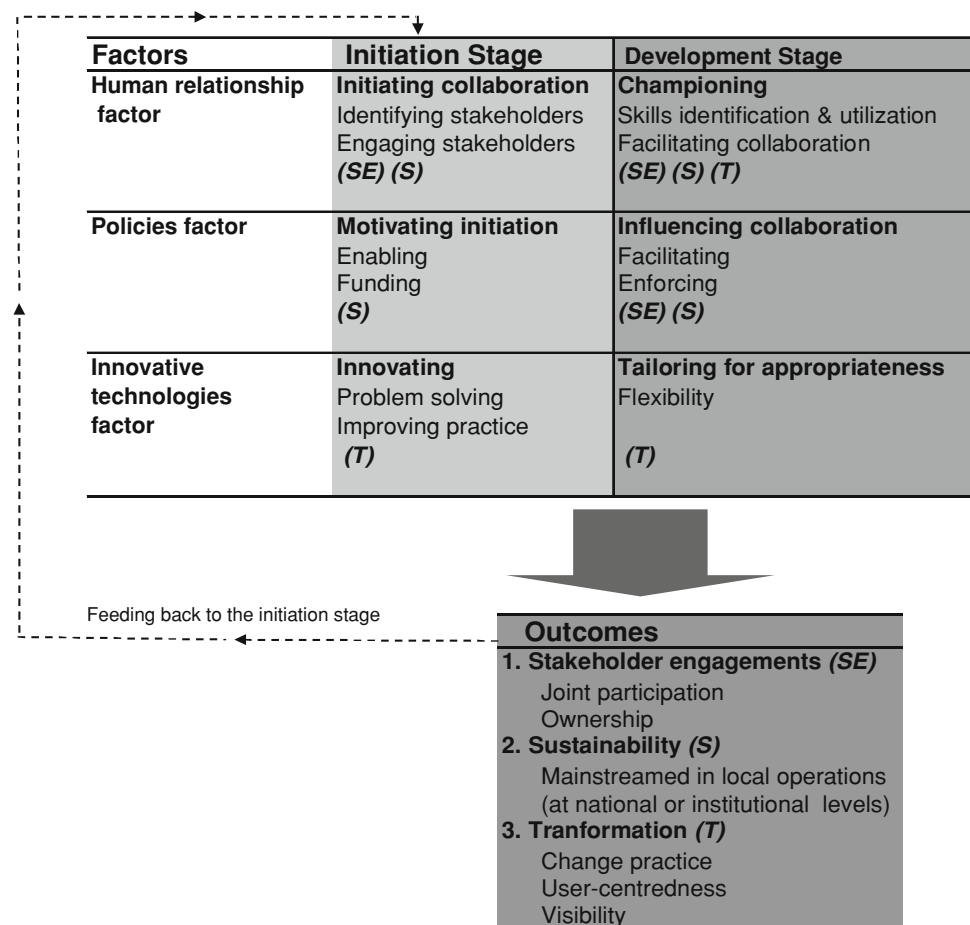 Factors
Initiation Stage
Development Stage
Human relationship
factor
Initiating collaboration
Identifying stakeholders
Engaging stakeholders
(SE) (S)
Championing
Skills identification & utilization
Facilitating collaboration
(SE) (S) (T)
Policies factor
Motivating initiation
Enabling
Funding
(S)
Influencing collaboration
Facilitating
Enforcing
(SE) (S)
Innovative
technologies
factor
Innovating
Problem solving
Improving practice
(T)
Tailoring for appropriateness
Flexibility
(T)
Feeding back to the initiation stage
Outcomes
1. Stakeholder engagements (SE)
Joint participation
Ownership
2. Sustainability (S)
Mainstreamed in local operations
(at national or institutional levels)
3. Tranformation (T)
Change practice
User-centredness
Visibility